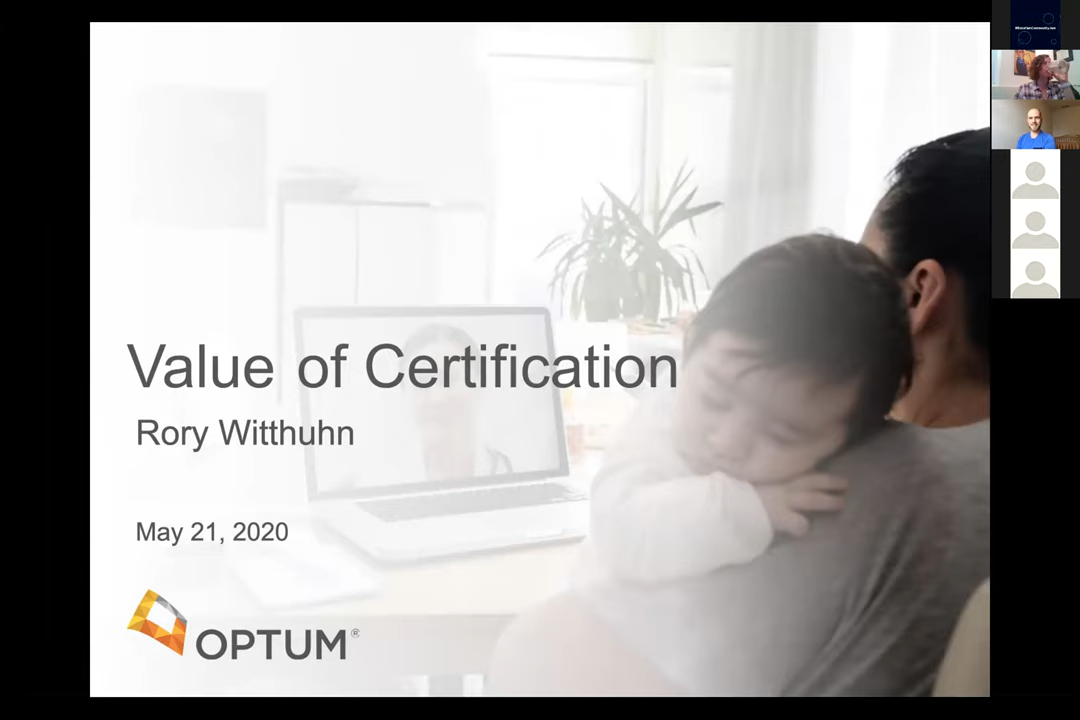 Value of Certification
Rory Witthuhn
May 21, 2020
OPTUM®